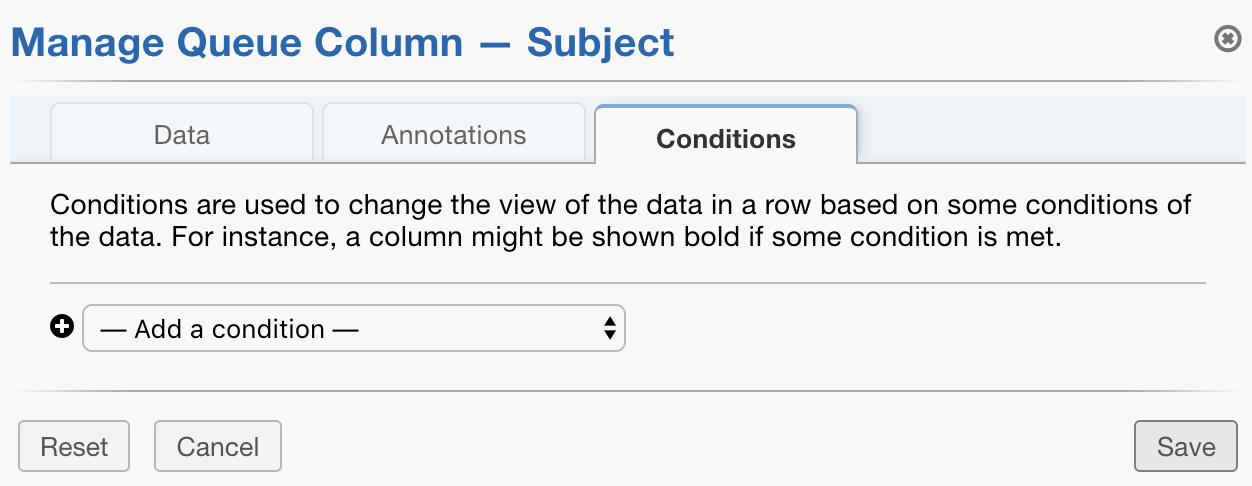 Manage Queue Column — Subject
Data
Annotations
Conditions
Conditions are used to change the view of the data in a row based on some conditions of
the data. For instance, a column might be shown bold if some condition is met.
— Add a condition —
Reset
Cancel
Save